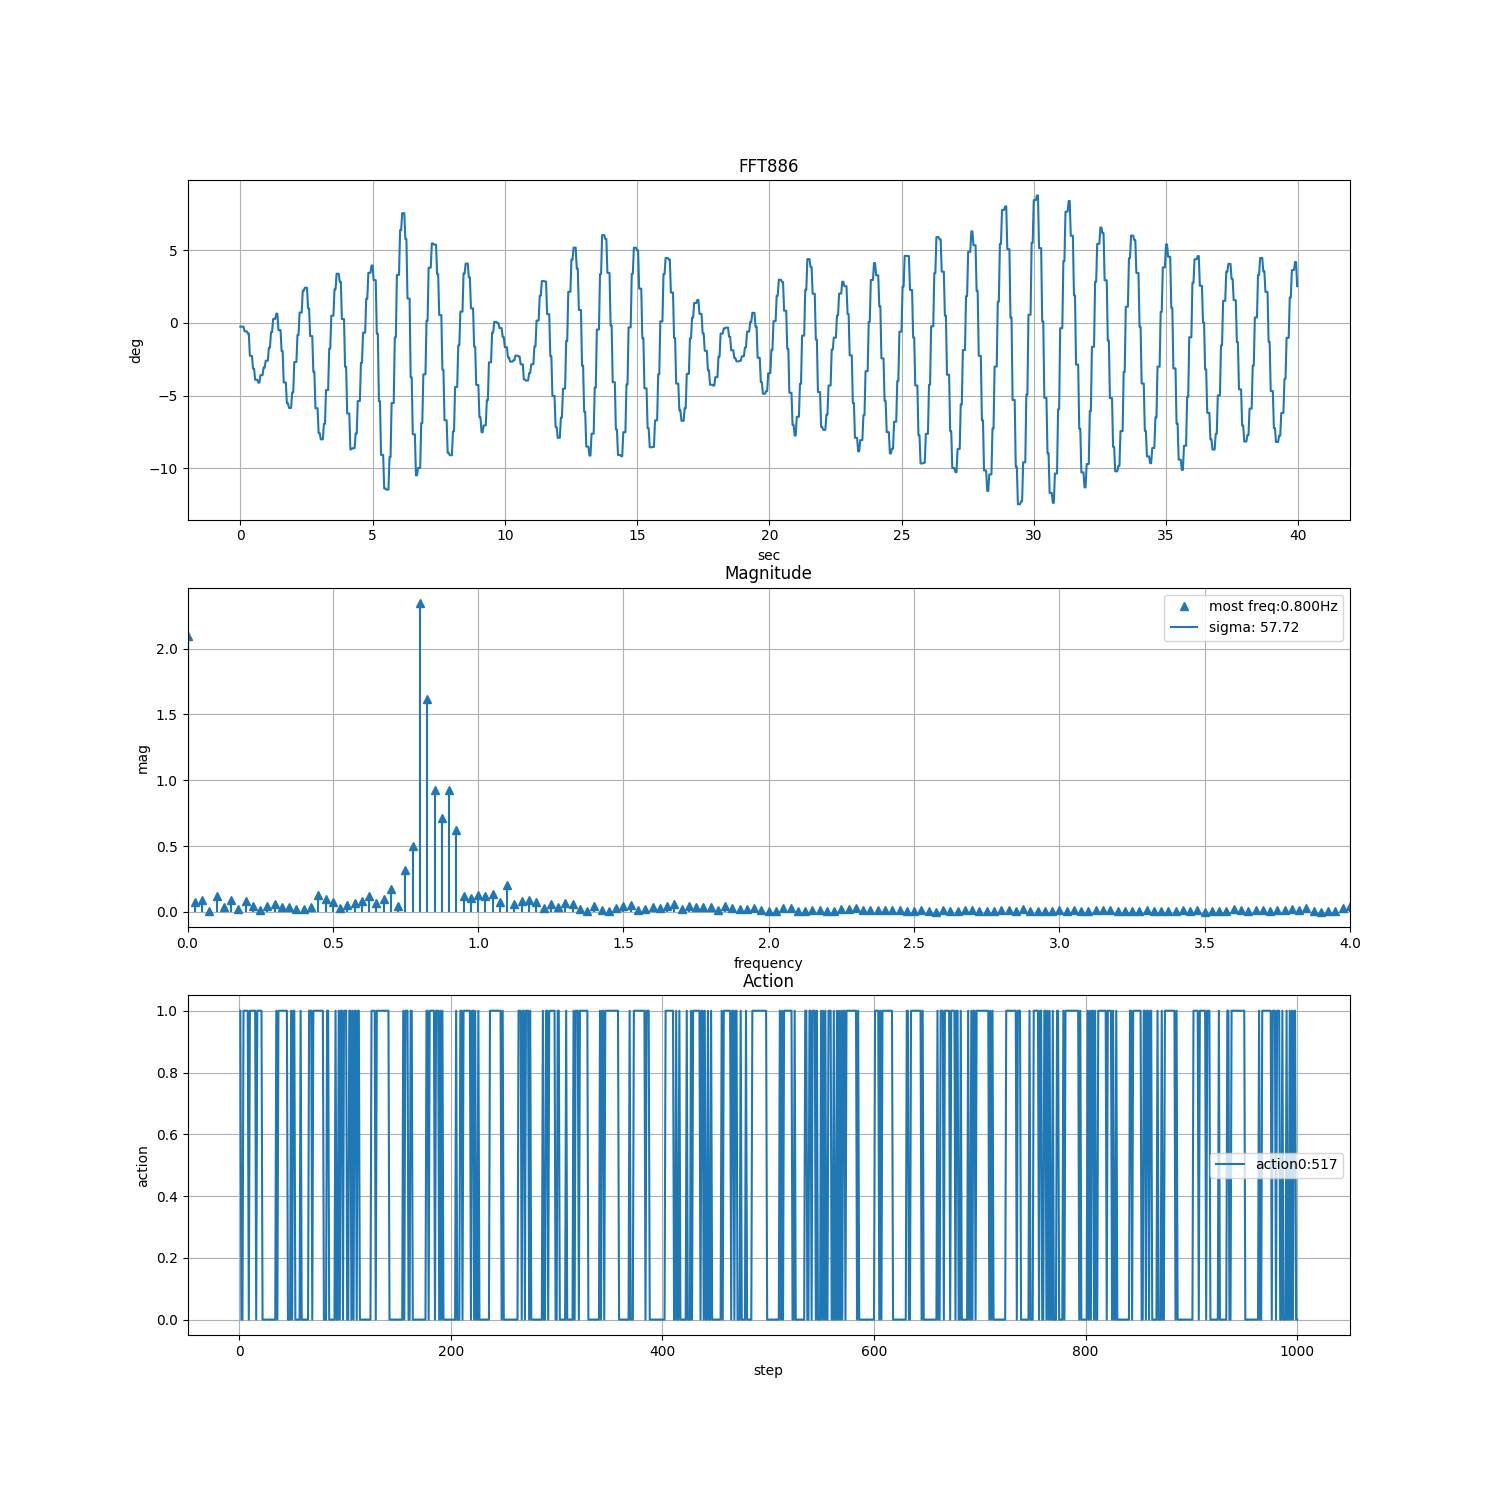 FFT886
5
0
−5
−10
deg
0 5 10 15 20 25 30 35 40
sec
Magnitude
most freq:0.800Hz
sigma: 57.72
2.0
1.5
1.0
0.5
0.0
mag
0.0 0.5 1.0 1.5 2.0 2.5 3.0 3.5 4.0
frequency
Action
1.0
0.8
0.6
0.4
0.2
0.0
action
action0:517
0 200 400 600 800 1000
step